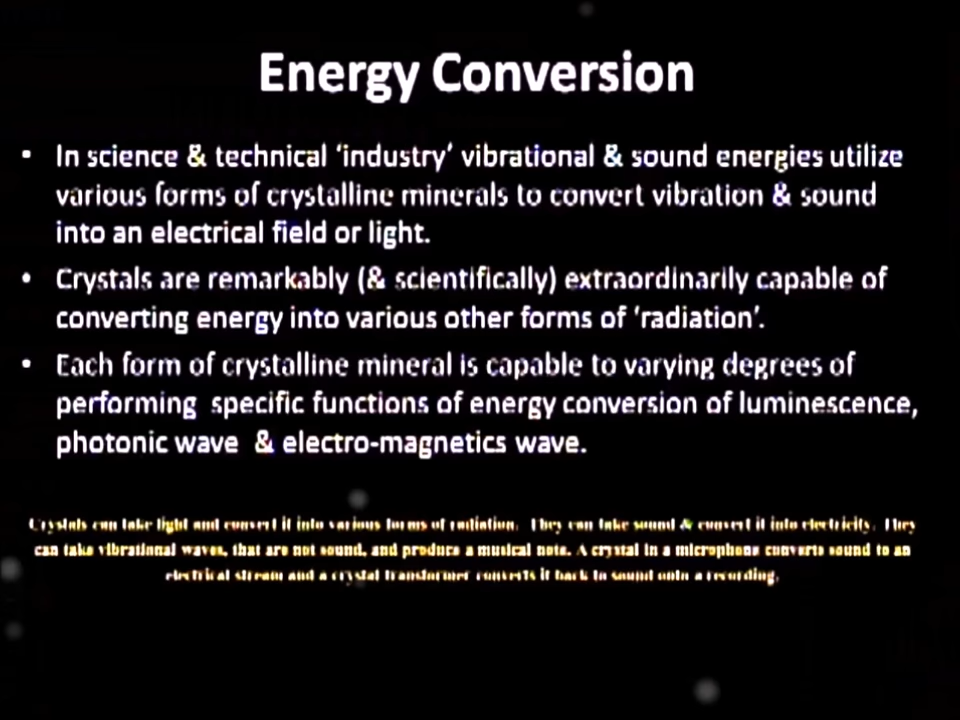 Energy Conversion
• In science & technical ‘industry’ vibrational & sound energies utilize
various forms of crystalline minerals to convert vibration & sound
into an electrical field or light.
• Crystals are remarkably (& scientifically) extraordinarily capable of
converting energy into various other forms of ‘radiation’.
• Each form of crystalline mineral is capable to varying degrees of
performing specific functions of energy conversion of luminescence,
photonic wave & electro-magnetics wave.
Crystals can take light and convert it into various forms of radiation. They can take sound & convert it into electricity. They
can take vibrational waves, that are not sound, and produce a musical note. A crystal in a microphone converts sound to an
electrical stream and a crystal transformer converts it back to sound onto a recording.